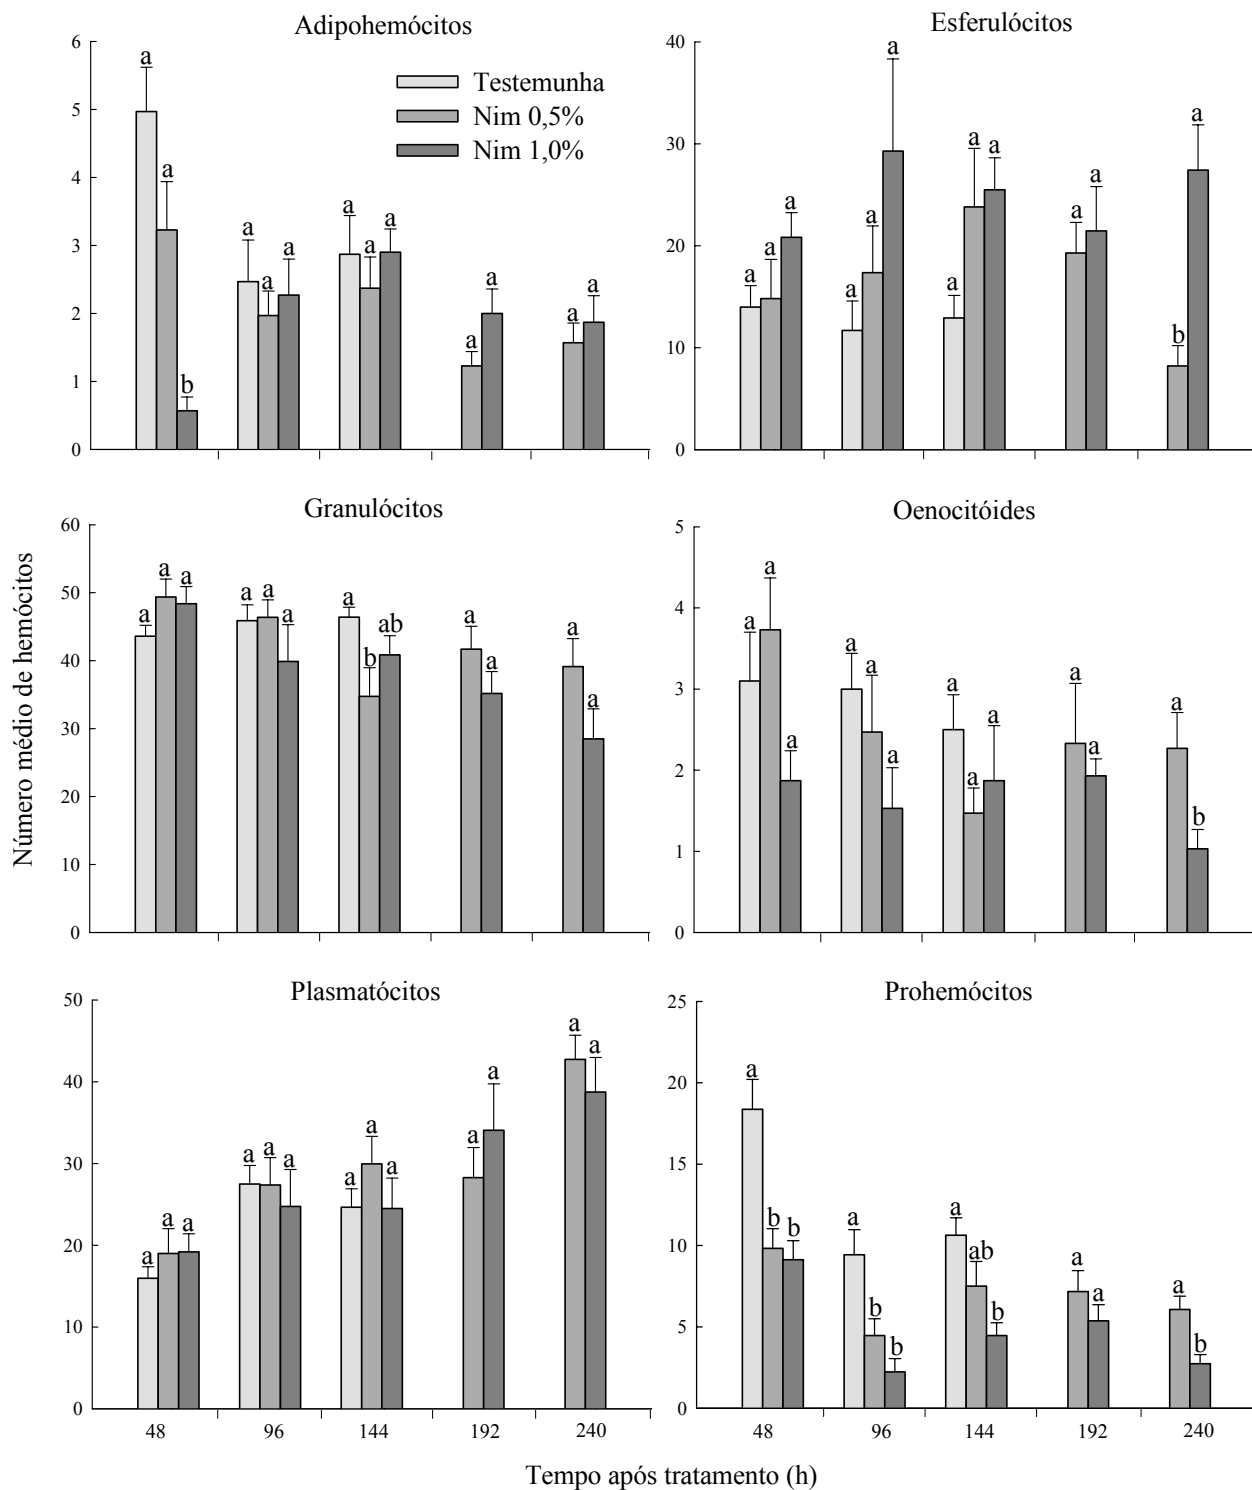 Adipohemócitos
6
5
4
3
2
1
0
Testemunha
Nim 0,5%
Nim 1,0%
a
a
b
a
a
a
a
a
a
a
a
a
a
Esferulócitos
40
30
20
10
0
a
a
a
a
a
a
a
a
a
a
a
b
a
Número médio de hemócitos
Granulócitos
60
50
40
30
20
10
0
a
a
a
a
a
a
a
b
ab
a
a
a
a
Oenocitóides
5
4
3
2
1
0
a
a
a
a
a
a
a
a
a
a
a
a
b
Plasmatócitos
50
40
30
20
10
0
a
a
a
a
a
a
a
a
a
a
a
a
a
48
96
144
192
240
Prohemócitos
25
20
15
10
5
0
a
b
b
a
b
b
a
ab
b
a
a
a
b
48
96
144
192
240
Tempo após tratamento (h)